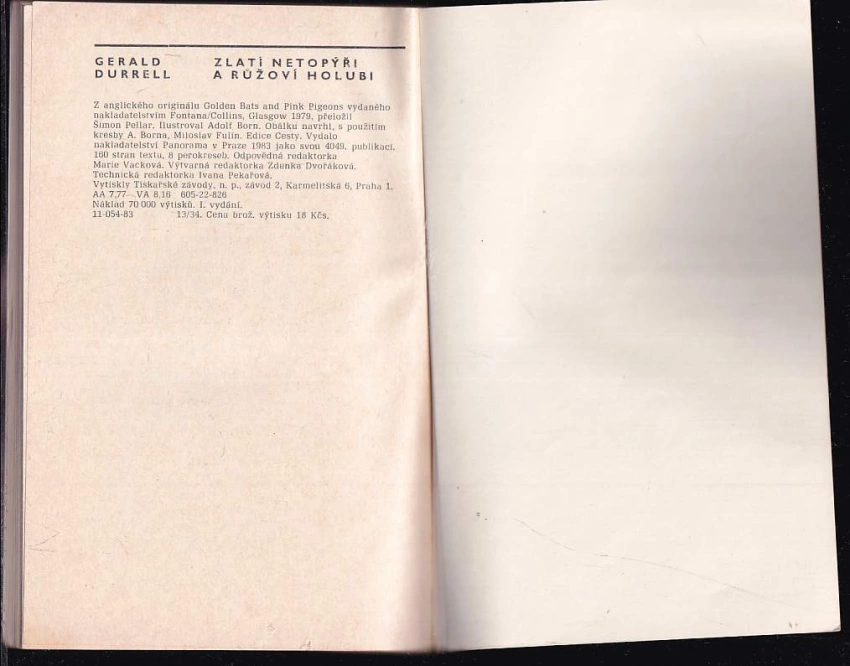 GERALD ZLATÍ NETOPÝŘI
DURRELL A RŮŽOVÍ HOLUBI
Z anglického originálu Golden Bats and Pink Pigeons vydaného
nakladatelstvím Fontana/Collins, Glasgow 1979, přeložil
Šimon Pellar. Ilustroval Adolf Born. Obálku navrhl, s použitím
kresby A. Borna, Miloslav Fulín. Edice Cesty. Vydalo
nakladatelství Panorama v Praze 1983 jako svou 4049. publikaci.
160 stran textu, 8 perokreseb. Odpovědná redaktorka
Marie Vacková. Výtvarná redaktorka Zdenka Dvořáková.
Technická redaktorka Ivana Pekařová.
Vytiskly Tiskařské závody, n. p., závod 2, Karmelitská 6, Praha 1.
AA 7,77 VA 8,16 605-22-826
Náklad 70 000 výtisků. I. vydání.
11-054-83 13/34. Cena brož. výtisku 18 Kčs.